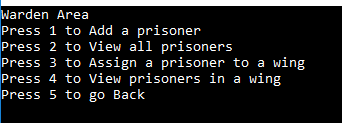 Warden Area
Press 1 to Add a prisoner
Press 2 to View all prisoners
Press 3 to Assign a prisoner to a wing
Press 4 to View prisoners in a wing
Press 5 to go Back